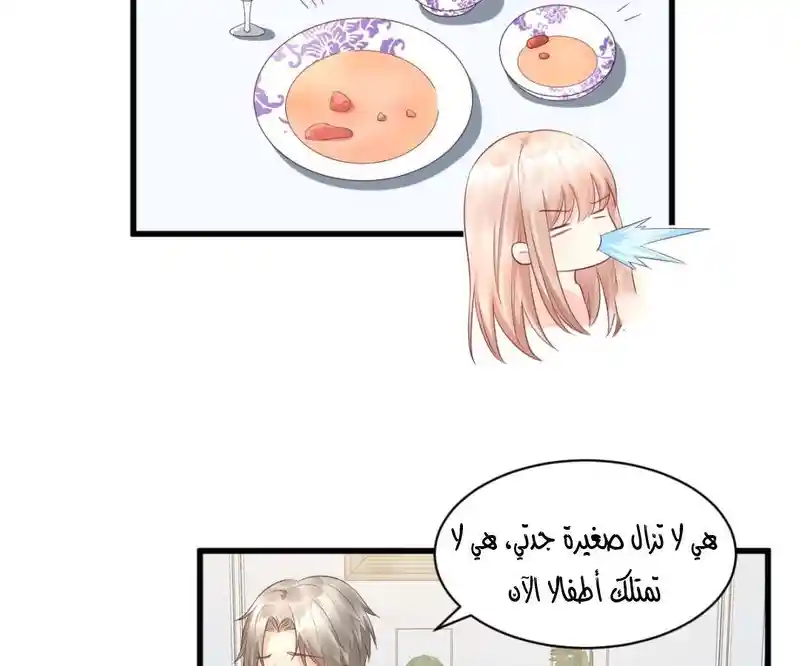 هي لا تزال صغيرة جدتي، هي لا
تمتلك أطفالا الآن